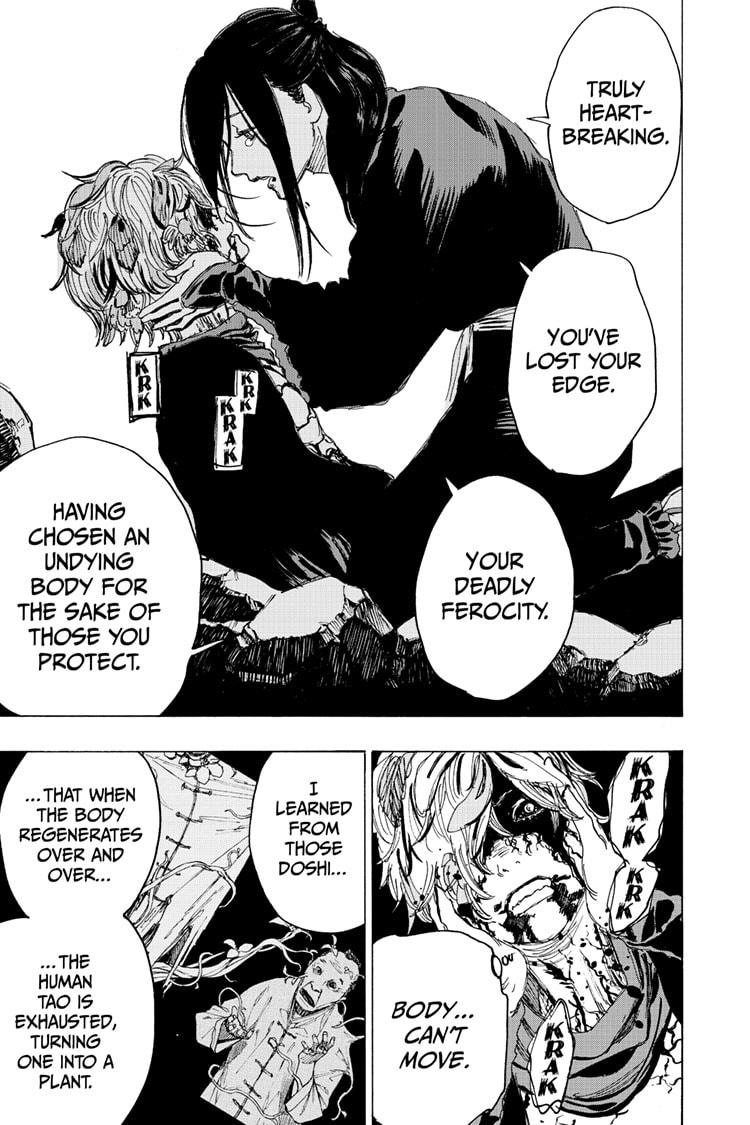 TRULY
HEART-
BREAKING.
YOU'VE
LOST YOUR
EDGE.
YOUR
DEADLY
FEROCITY.
KRK
KRAK
KRK
HAVING
CHOSEN AN
UNDYING
BODY FOR
THE SAKE OF
THOSE YOU
PROTECT.
KRAK
KRK
BODY...
CAN'T
MOVE.
KRAK
I
LEARNED
FROM
THOSE
DOSHI...
...THAT WHEN
THE BODY
REGENERATES
OVER AND
OVER...
...THE
HUMAN
TAO IS
EXHAUSTED,
TURNING
ONE INTO A
PLANT.